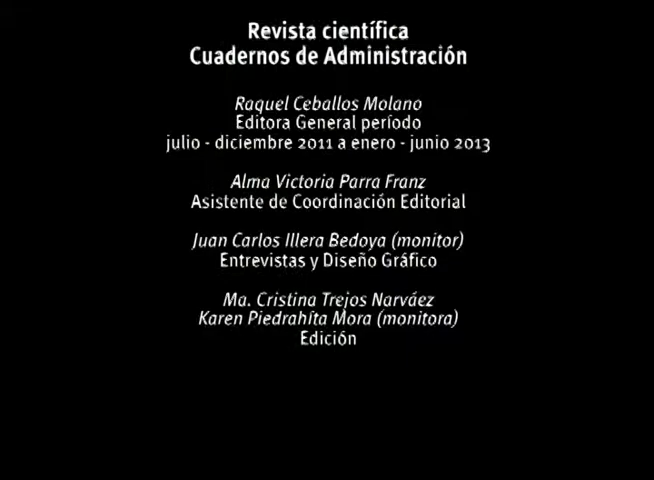 Revista científica
Cuadernos de Administración
Raquel Ceballos Molano
Editora General período
julio - diciembre 2011 a enero - junio 2013
Alma Victoria Parra Franz
Asistente de Coordinación Editorial
Juan Carlos Illera Bedoya (monitor)
Entrevistas y Diseño Gráfico
Ma. Cristina Trejos Narváez
Karen Piedrahíta Mora (monitora)
Edición